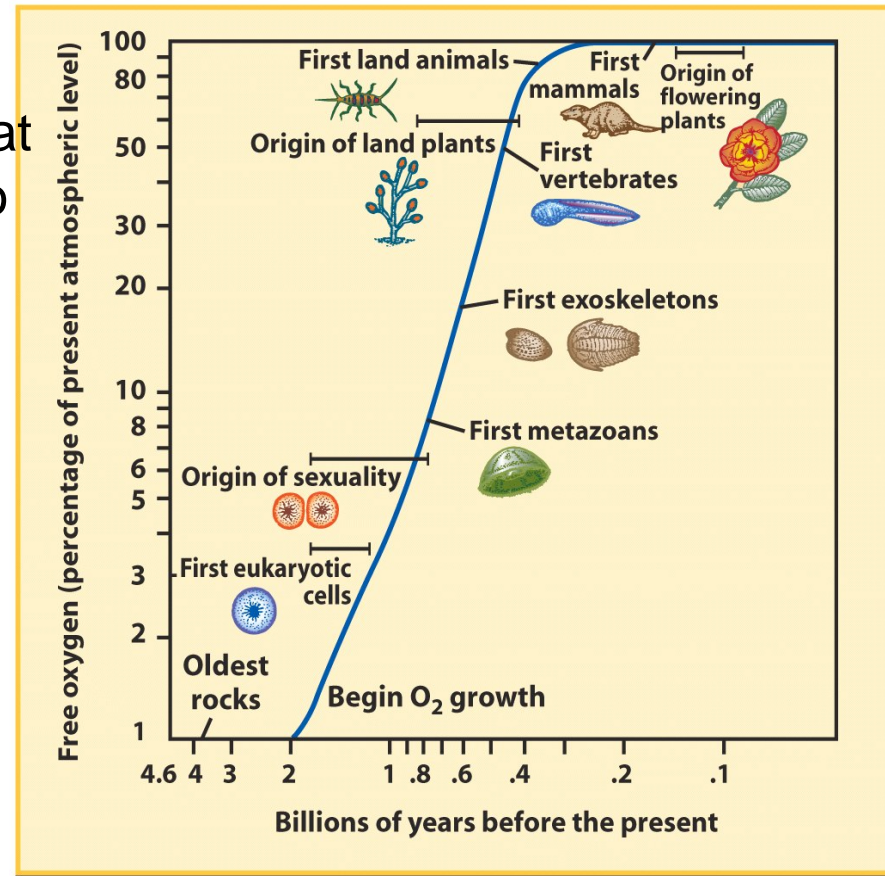 at
o
Free oxygen (percentage of present atmospheric level)
100
80
50
30
20
10
8
6
5
3
2
1
First land animals
First
mammals
Origin of
flowering
plants
Origin of land plants
First
vertebrates
First exoskeletons
First metazoans
Origin of sexuality
First eukaryotic
cells
Oldest
rocks
Begin O₂ growth
4.6 4 3 2 1 .8 .6 .4 .2 .1
Billions of years before the present